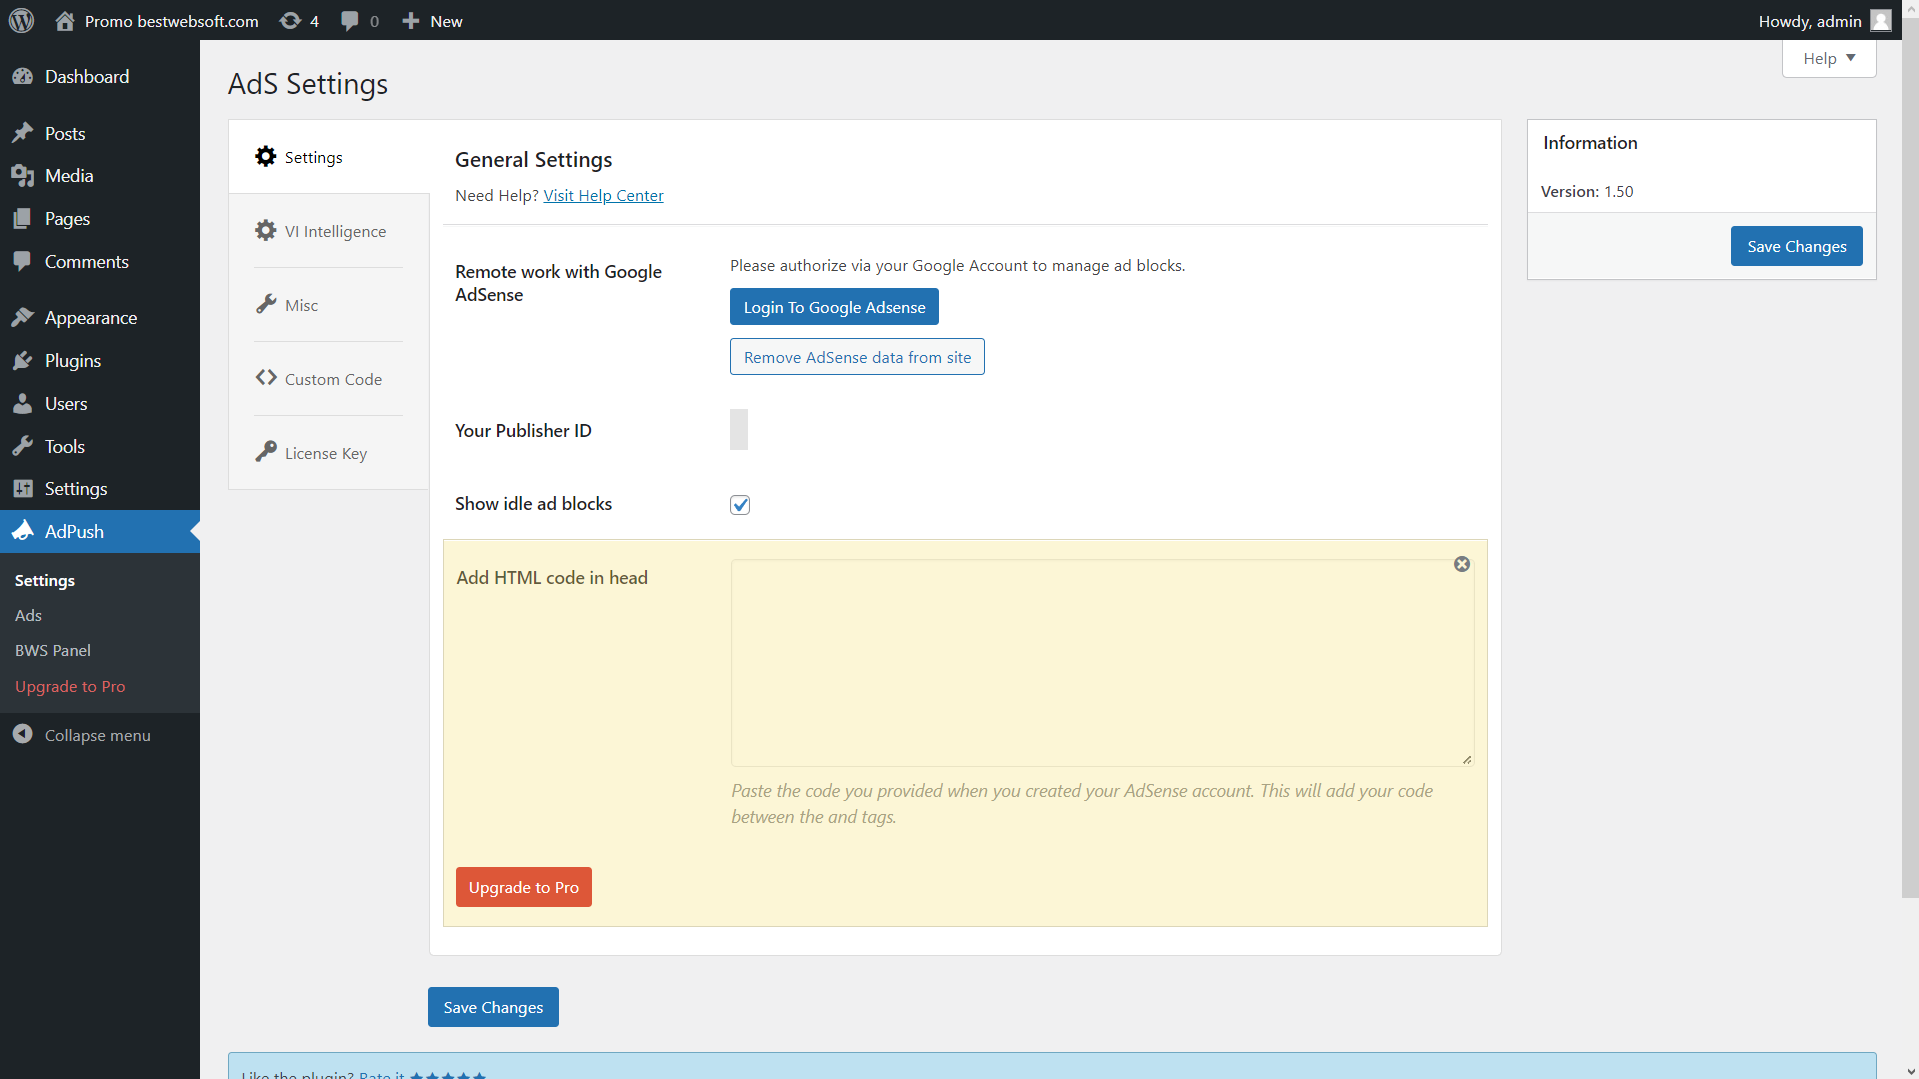 Promo bestwebsoft.com 4 0 New Howdy, admin
Help
Dashboard
Posts
Media
Pages
Comments
Appearance
Plugins
Users
Tools
Settings
AdPush
Settings
Ads
BWS Panel
Upgrade to Pro
Collapse menu
AdS Settings
Settings
VI Intelligence
Misc
Custom Code
License Key
General Settings
Need Help? Visit Help Center
Remote work with Google
AdSense
Please authorize via your Google Account to manage ad blocks.
Login To Google Adsense
Remove AdSense data from site
Your Publisher ID
Show idle ad blocks
Add HTML code in head
Paste the code you provided when you created your AdSense account. This will add your code
between the and tags.
Upgrade to Pro
Save Changes
Information
Version: 1.50
Save Changes
Like the plugin? Rate it